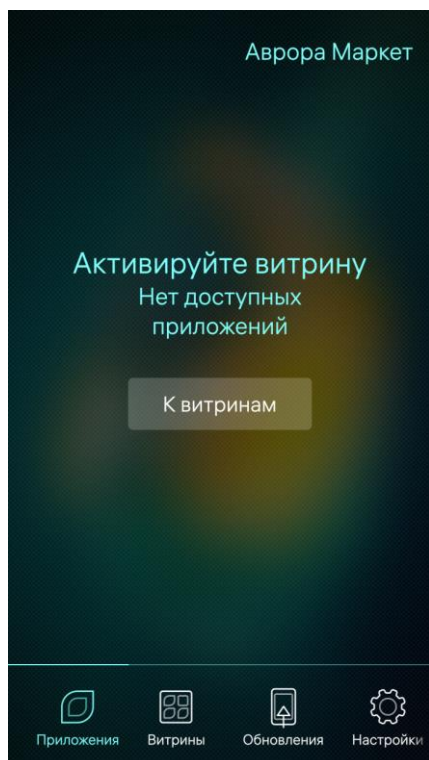 Аврора Маркет
Активируйте витрину
Нет доступных
приложений
К витринам
Приложения
Витрины
Обновления
Настройки